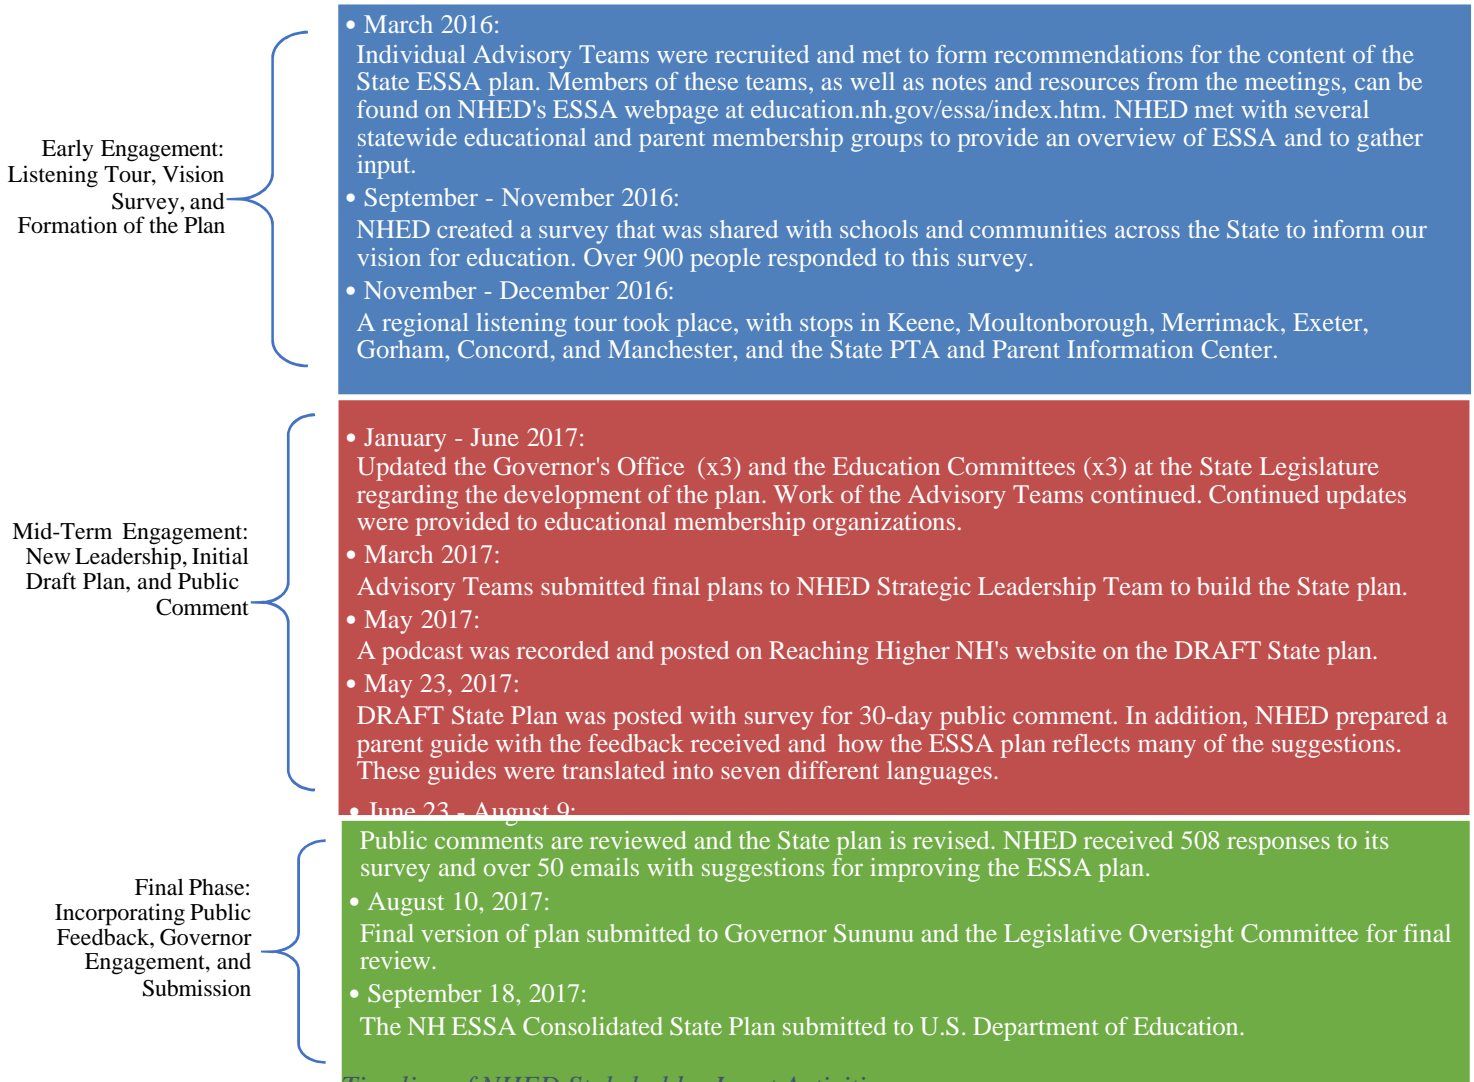 Early Engagement:
Listening Tour, Vision
Survey, and
Formation of the Plan
• March 2016:
Individual Advisory Teams were recruited and met to form recommendations for the content of the
State ESSA plan. Members of these teams, as well as notes and resources from the meetings, can be
found on NHED's ESSA webpage at education.nh.gov/essa/index.htm. NHED met with several
statewide educational and parent membership groups to provide an overview of ESSA and to gather
input.
• September - November 2016:
NHED created a survey that was shared with schools and communities across the State to inform our
vision for education. Over 900 people responded to this survey.
• November - December 2016:
A regional listening tour took place, with stops in Keene, Moultonborough, Merrimack, Exeter,
Gorham, Concord, and Manchester, and the State PTA and Parent Information Center.
Mid-Term Engagement:
New Leadership, Initial
Draft Plan, and Public
Comment
• January - June 2017:
Updated the Governor's Office (x3) and the Education Committees (x3) at the State Legislature
regarding the development of the plan. Work of the Advisory Teams continued. Continued updates
were provided to educational membership organizations.
• March 2017:
Advisory Teams submitted final plans to NHED Strategic Leadership Team to build the State plan.
• May 2017:
A podcast was recorded and posted on Reaching Higher NH's website on the DRAFT State plan.
• May 23, 2017:
DRAFT State Plan was posted with survey for 30-day public comment. In addition, NHED prepared a
parent guide with the feedback received and how the ESSA plan reflects many of the suggestions.
These guides were translated into seven different languages.
Final Phase:
Incorporating Public
Feedback, Governor
Engagement, and
Submission
• June 23 - August 9:
Public comments are reviewed and the State plan is revised. NHED received 508 responses to its
survey and over 50 emails with suggestions for improving the ESSA plan.
• August 10, 2017:
Final version of plan submitted to Governor Sununu and the Legislative Oversight Committee for final
review.
• September 18, 2017:
The NH ESSA Consolidated State Plan submitted to U.S. Department of Education.
Timeline of NHED Stakeholder Input Activities